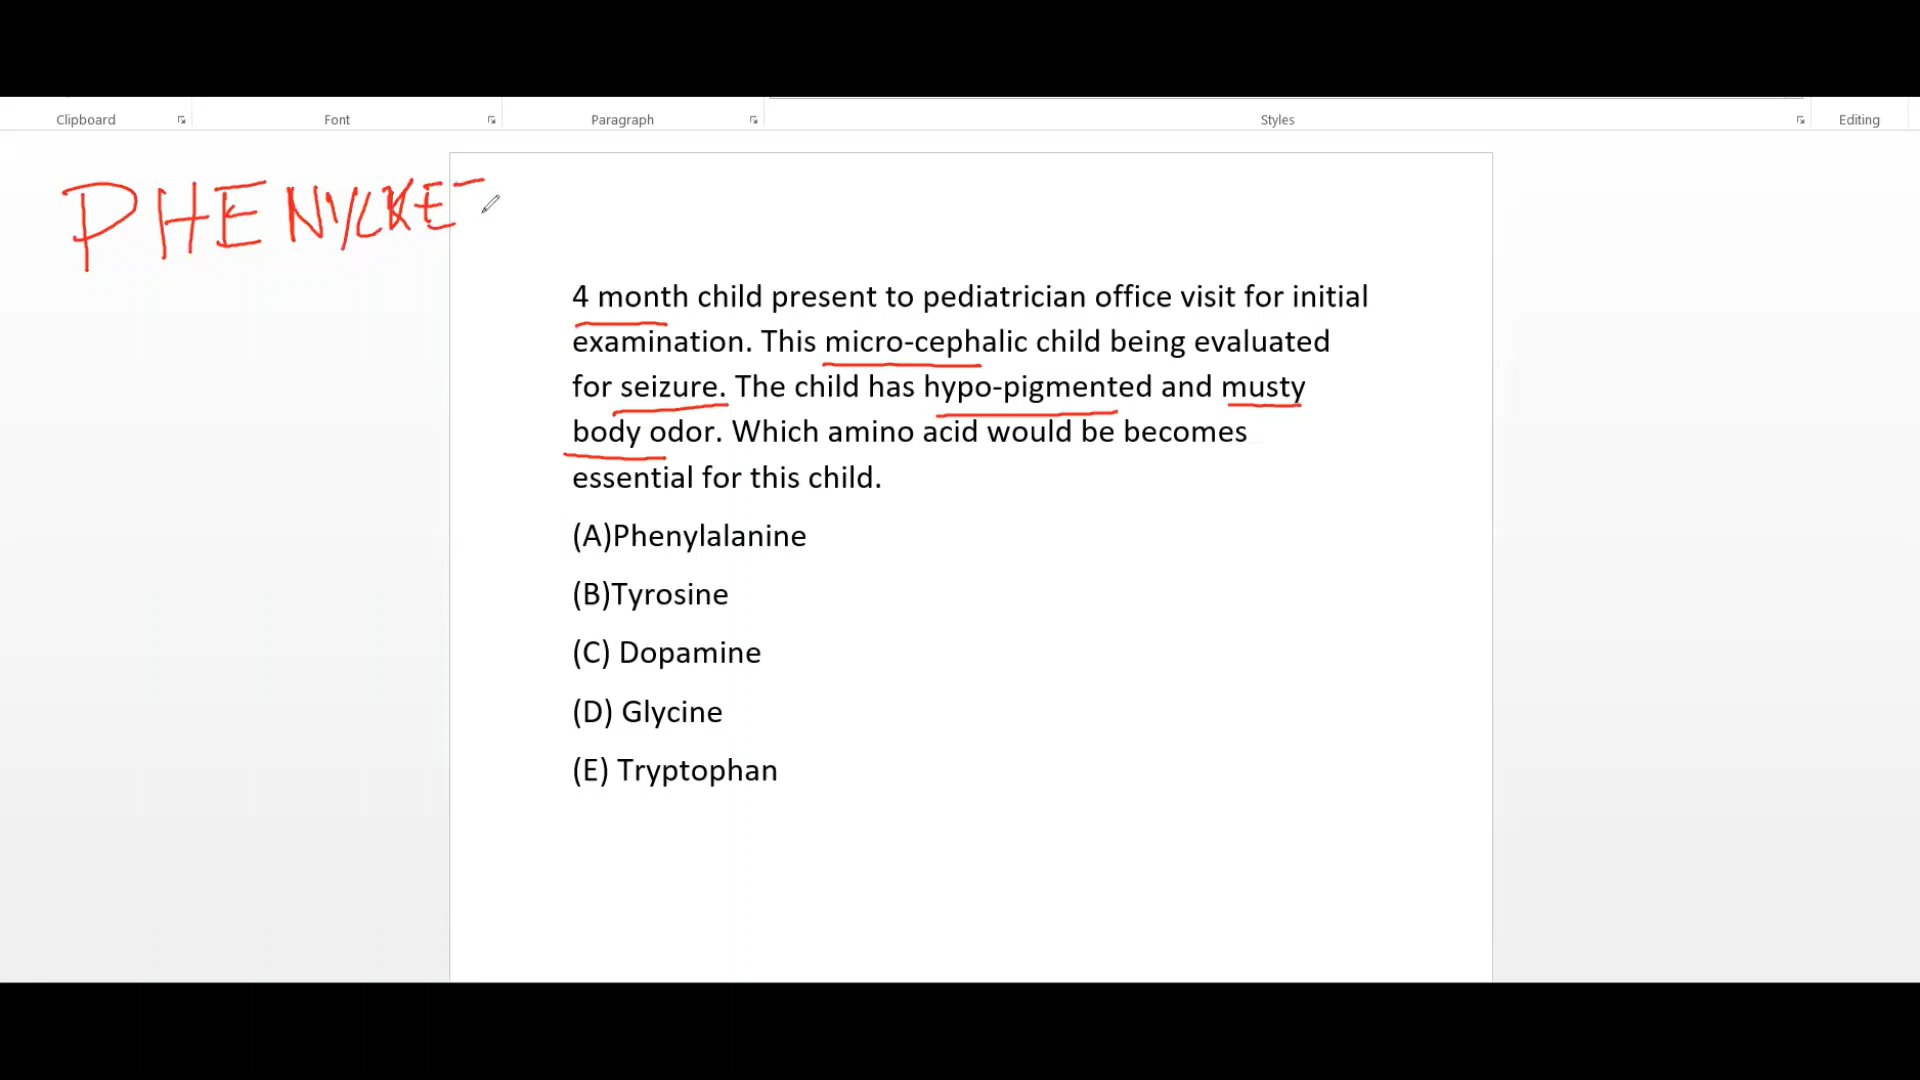 Clipboard Font Paragraph Styles Editing
PHENYLKET
4 month child present to pediatrician office visit for initial
examination. This micro-cephalic child being evaluated
for seizure. The child has hypo-pigmented and musty
body odor. Which amino acid would be becomes
essential for this child.
(A)Phenylalanine
(B)Tyrosine
(C) Dopamine
(D) Glycine
(E) Tryptophan